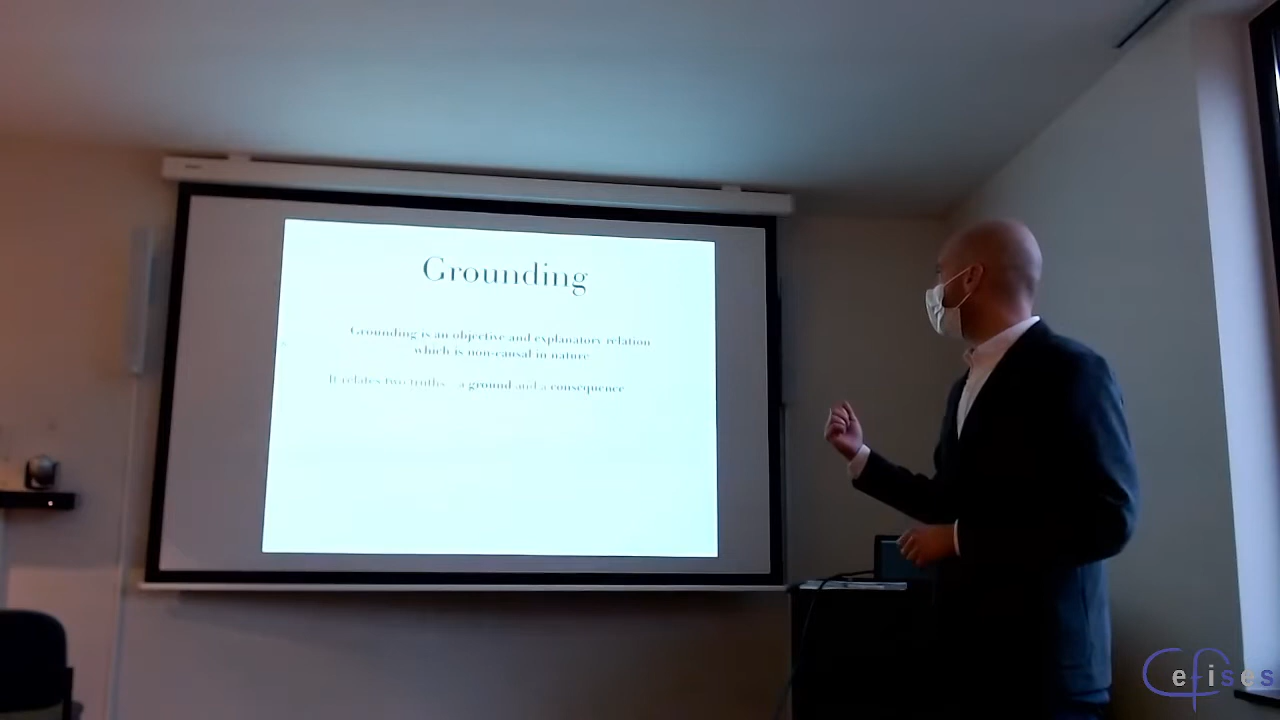 Grounding
Grounding is an objective and explanatory relation
which is non-causal in nature
It relates two truths - a ground and a consequence
Cefises